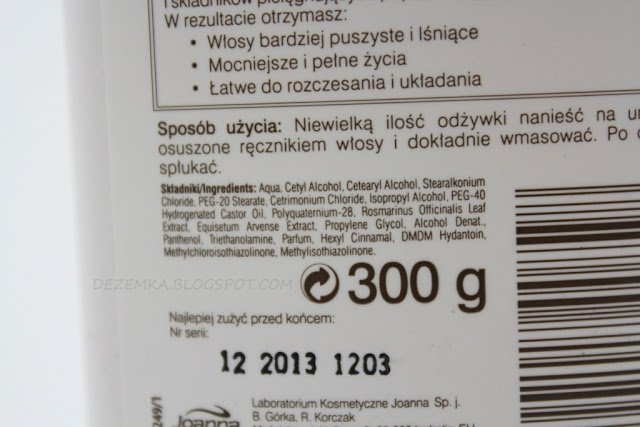 i składników pielęgnujących
W rezultacie otrzymasz:
• Włosy bardziej puszyste i lśniące
• Mocniejsze i pełne życia
• Łatwe do rozczesania i układania
Sposób użycia: Niewielką ilość odżywki nanieść na
osuszone ręcznikiem włosy i dokładnie wmasować. Po
spłukać.
Składniki/Ingredients: Aqua, Cetyl Alcohol, Cetearyl Alcohol, Stearalkonium
Chloride, PEG-20 Stearate, Cetrimonium Chloride, Isopropyl Alcohol, PEG-40
Hydrogenated Castor Oil, Polyquaternium-28, Rosmarinus Officinalis Leaf
Extract, Equisetum Arvense Extract, Propylene Glycol, Alcohol Denat.,
Panthenol, Triethanolamine, Parfum, Hexyl Cinnamal, DMDM Hydantoin,
Methylchloroisothiazolinone, Methylisothiazolinone.
DEZEMKA.BLOGSPOT.COM
300 g
Najlepiej zużyć przed końcem:
Nr serii:
12 2013 1203
249/1
Joanna
Laboratorium Kosmetyczne Joanna Sp. j.
B. Górka, R. Korczak